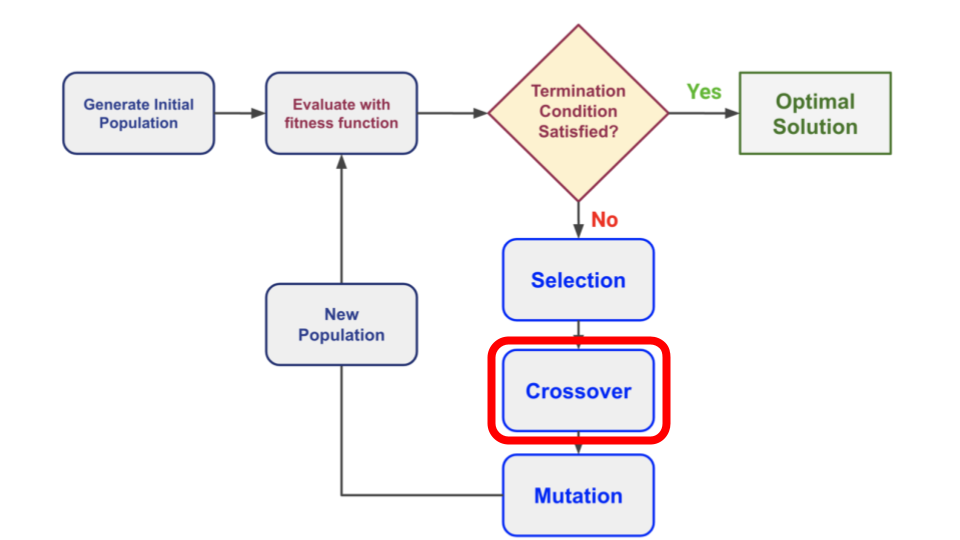 Generate Initial
Population
Evaluate with
fitness function
Termination
Condition
Satisfied?
Yes
Optimal
Solution
No
Selection
New
Population
Crossover
Mutation